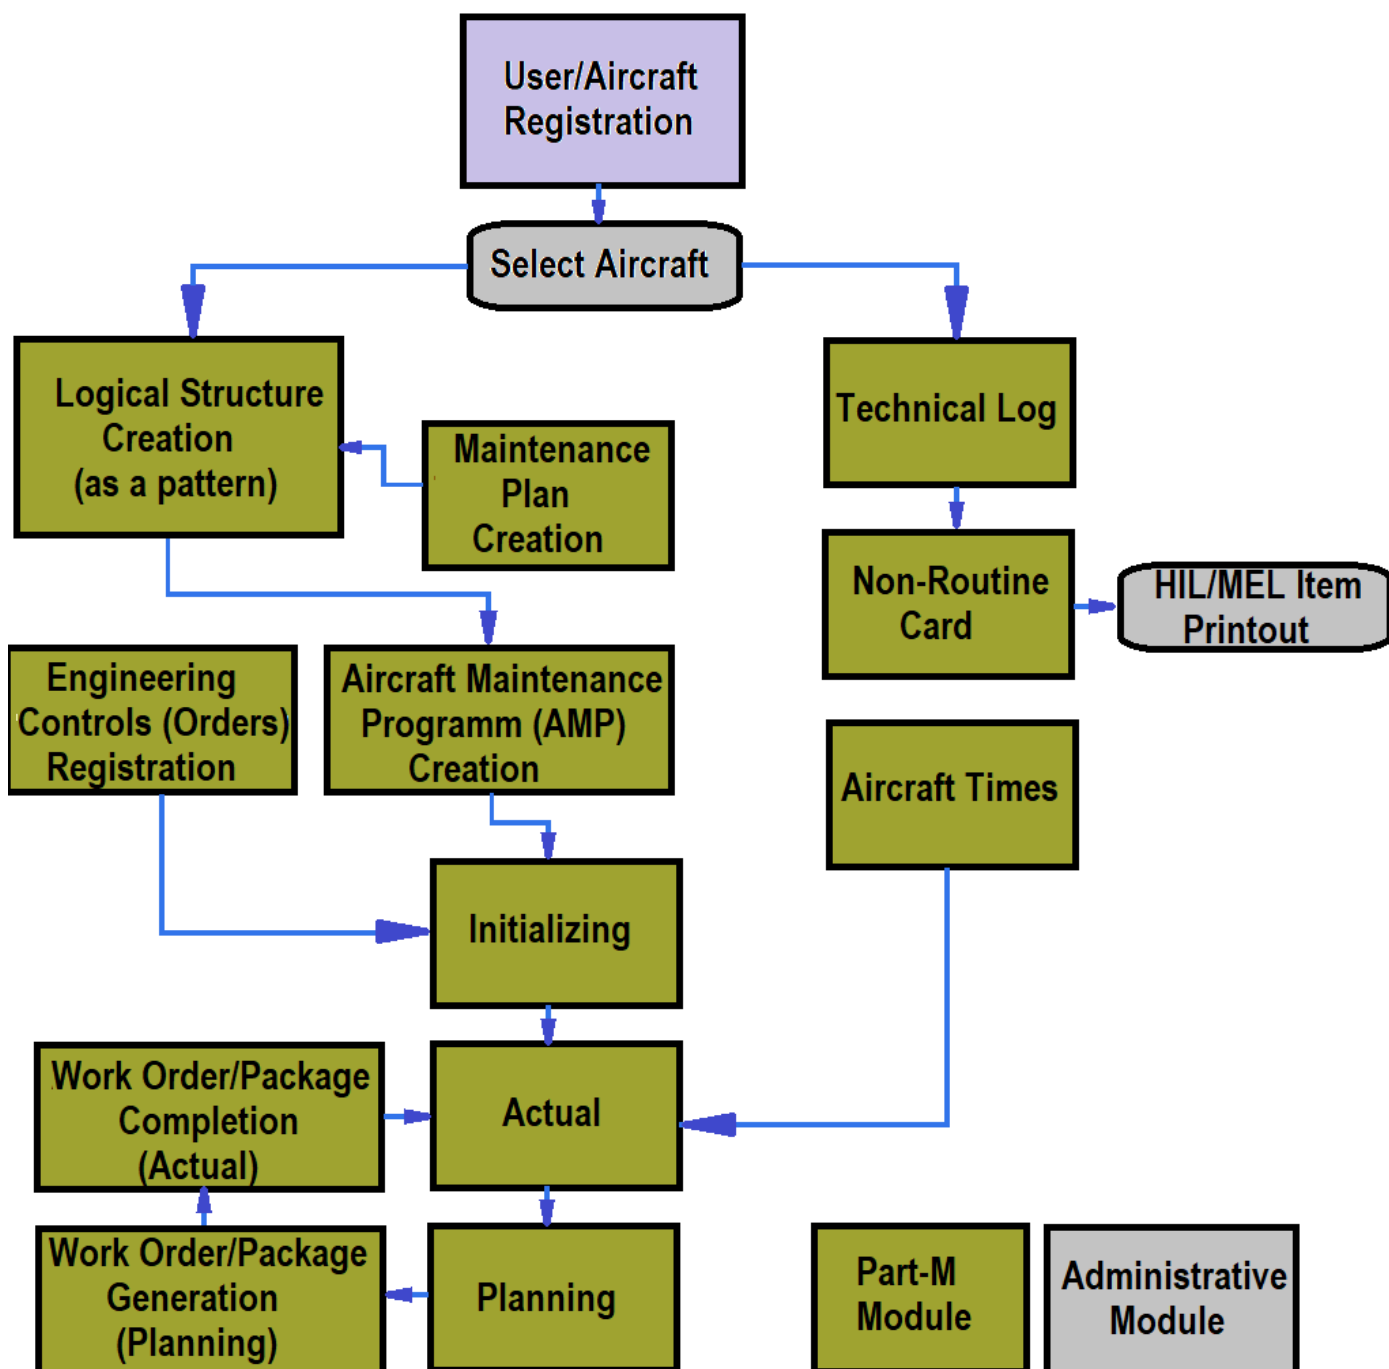 User/Aircraft
Registration
Select Aircraft
Logical Structure
Creation
(as a pattern)
Maintenance
Plan
Creation
Technical Log
Non-Routine
Card
HIL/MEL Item
Printout
Engineering
Controls (Orders)
Registration
Aircraft Maintenance
Programm (AMP)
Creation
Aircraft Times
Initializing
Work Order/Package
Completion
(Actual)
Actual
Work Order/Package
Generation
(Planning)
Planning
Part-M
Module
Administrative
Module